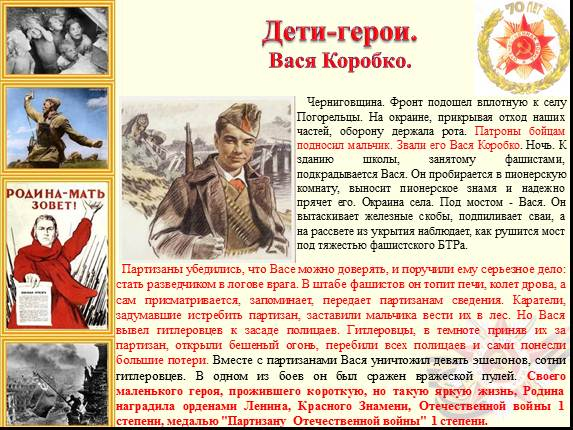 Дети-герои.
Вася Коробко.
70 ЛЕТ
РОДИНА-МАТЬ
ЗОВЕТ!
Черниговщина. Фронт подошел вплотную к селу
Погорельцы. На окраине, прикрывая отход наших
частей, оборону держала рота. Патроны бойцам
подносил мальчик. Звали его Вася Коробко. Ночь. К
зданию школы, занятому фашистами,
подкрадывается Вася. Он пробирается в пионерскую
комнату, выносит пионерское знамя и надежно
прячет его. Окраина села. Под мостом - Вася. Он
вытаскивает железные скобы, подпиливает сваи, а
на рассвете из укрытия наблюдает, как рушится мост
под тяжестью фашистского БТРа.
Партизаны убедились, что Васе можно доверять, и поручили ему серьезное дело:
стать разведчиком в логове врага. В штабе фашистов он топит печи, колет дрова, а
сам присматривается, запоминает, передает партизанам сведения. Каратели,
задумавшие истребить партизан, заставили мальчика вести их в лес. Но Вася
вывел гитлеровцев к засаде полицаев. Гитлеровцы, в темноте приняв их за
партизан, открыли бешеный огонь, перебили всех полицаев и сами понесли
большие потери. Вместе с партизанами Вася уничтожил девять эшелонов, сотни
гитлеровцев. В одном из боев он был сражен вражеской пулей. Своего
маленького героя, прожившего короткую, но такую яркую жизнь, Родина
наградила орденами Ленина, Красного Знамени, Отечественной войны 1
степени, медалью "Партизану Отечественной войны" 1 степени.